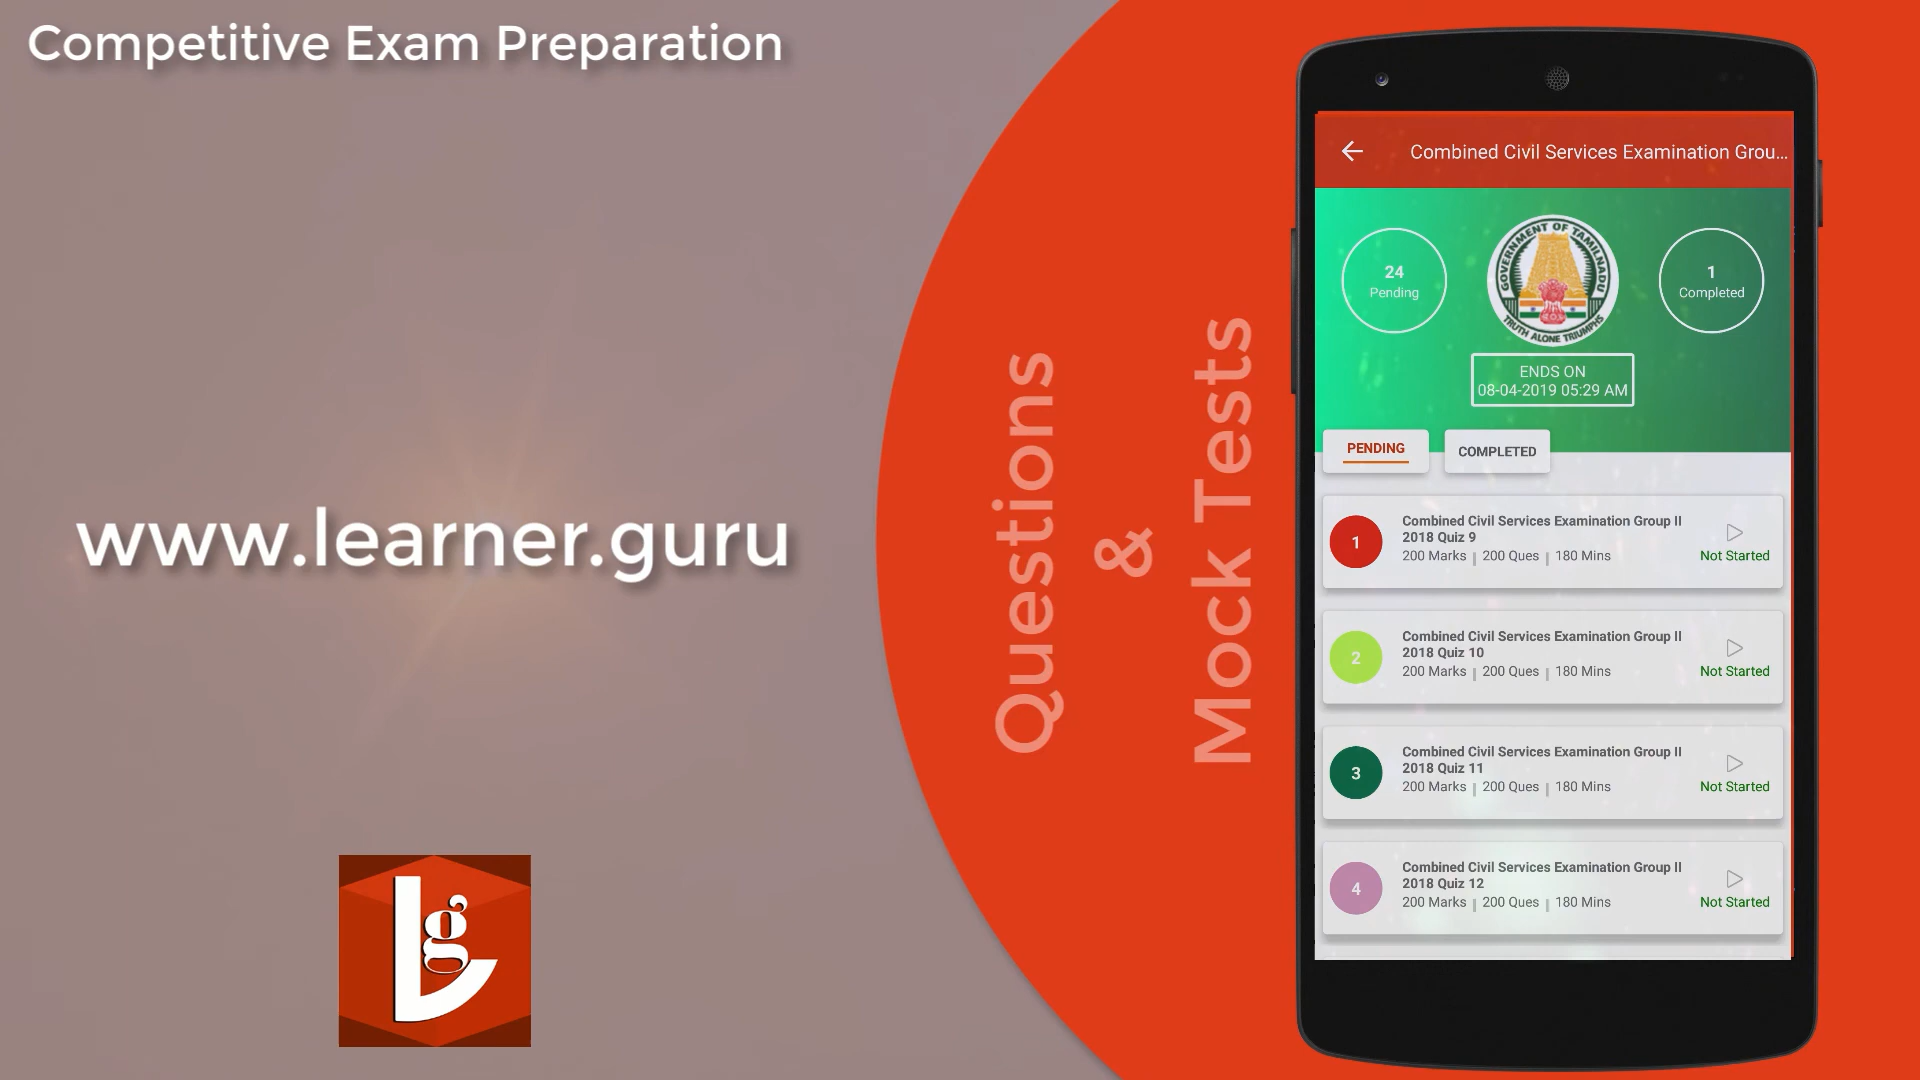 Competitive Exam Preparation
www.learner.guru
Lg
Questions
&
Mock Tests
Combined Civil Services Examination Grou...
24
Pending
GOVERNMENT OF TAMILNADU
TRUTH ALONE TRIUMPHS
1
Completed
ENDS ON
08-04-2019 05:29 AM
PENDING
COMPLETED
1
Combined Civil Services Examination Group II
2018 Quiz 9
200 Marks | 200 Ques | 180 Mins
Not Started
2
Combined Civil Services Examination Group II
2018 Quiz 10
200 Marks | 200 Ques | 180 Mins
Not Started
3
Combined Civil Services Examination Group II
2018 Quiz 11
200 Marks | 200 Ques | 180 Mins
Not Started
4
Combined Civil Services Examination Group II
2018 Quiz 12
200 Marks | 200 Ques | 180 Mins
Not Started